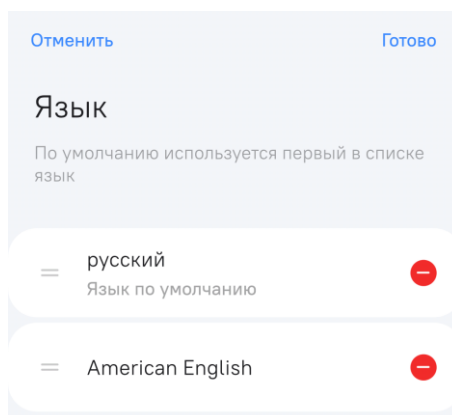 Отменить
Готово
Язык
По умолчанию используется первый в списке
язык
русский
Язык по умолчанию
American English